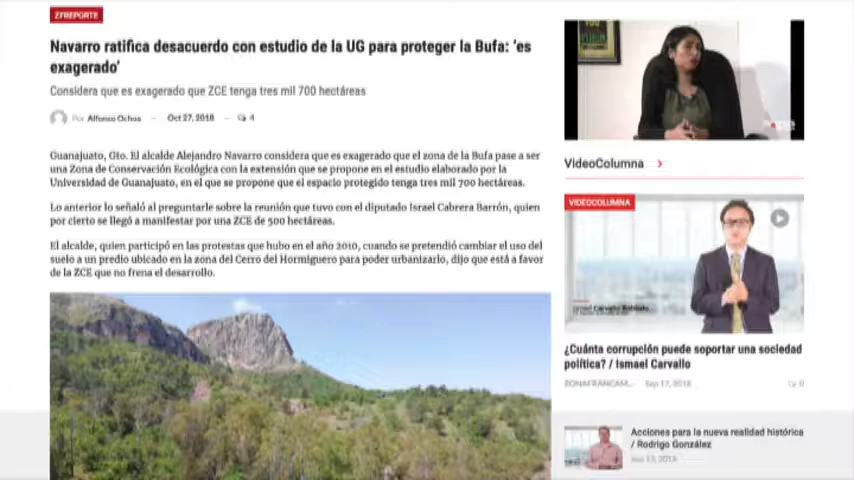 ZFREPORTE
Navarro ratifica desacuerdo con estudio de la UG para proteger la Bufa: 'es
exagerado'
Considera que es exagerado que ZCE tenga tres mil 700 hectáreas
Por Alfonso Ochoa — Oct 27, 2018 — 4
Guanajuato, Gto. El alcalde Alejandro Navarro considera que es exagerado que el zona de la Bufa pase a ser
una Zona de Conservación Ecológica con la extensión que se propone en el estudio elaborado por la
Universidad de Guanajuato, en el que se propone que el espacio protegido tenga tres mil 700 hectáreas.
Lo anterior lo señaló al preguntarle sobre la reunión que tuvo con el diputado Israel Cabrera Barrón, quien
por cierto se llegó a manifestar por una ZCE de 500 hectáreas.
El alcalde, quien participó en las protestas que hubo en el año 2010, cuando se pretendió cambiar el uso del
suelo a un predio ubicado en la zona del Cerro del Hormiguero para poder urbanizarlo, dijo que está a favor
de la ZCE que no frena el desarrollo.
VideoColumna
VIDEOCOLUMNA
Ismael Carvallo Robledo
¿Cuánta corrupción puede soportar una sociedad
política? / Ismael Carvallo
ZONAFRANCAM... Sep 17, 2018 0
Acciones para la nueva realidad histórica
/ Rodrigo González
Sep 13, 2018